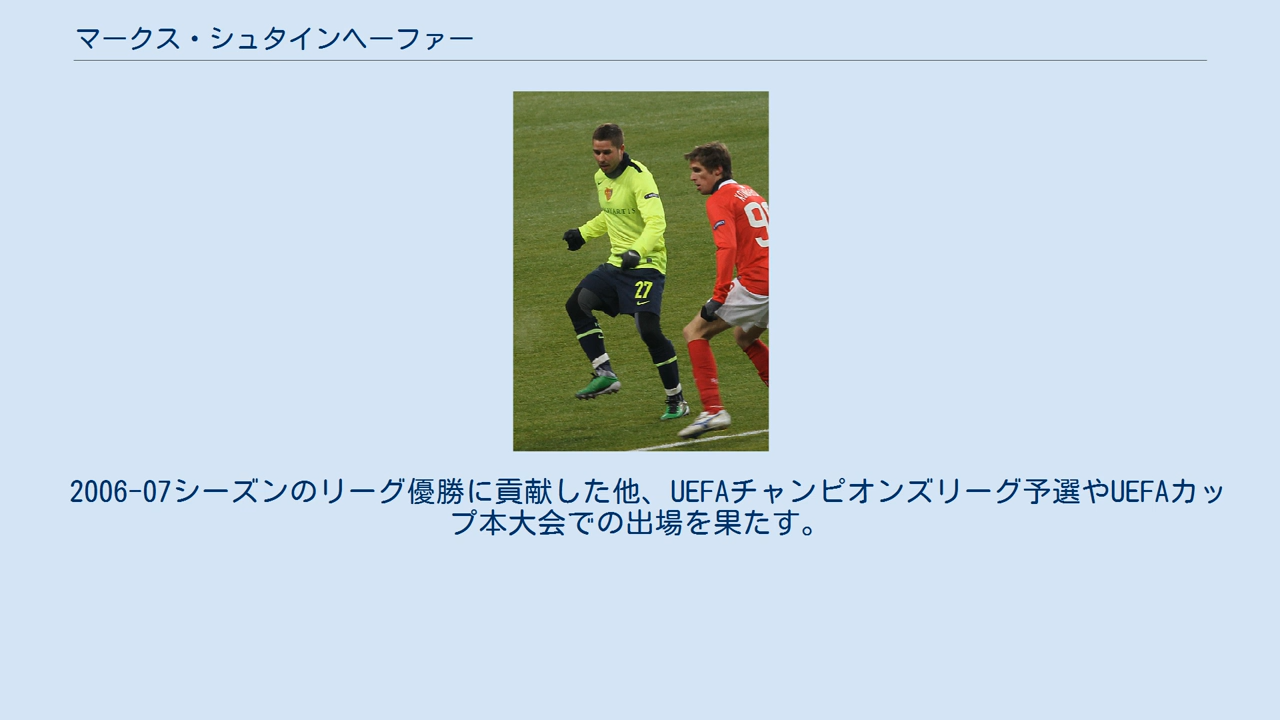 マークス・シュタインヘーファー
27
2006-07シーズンのリーグ優勝に貢献した他、UEFAチャンピオンズリーグ予選やUEFAカッ
プ本大会での出場を果たす。